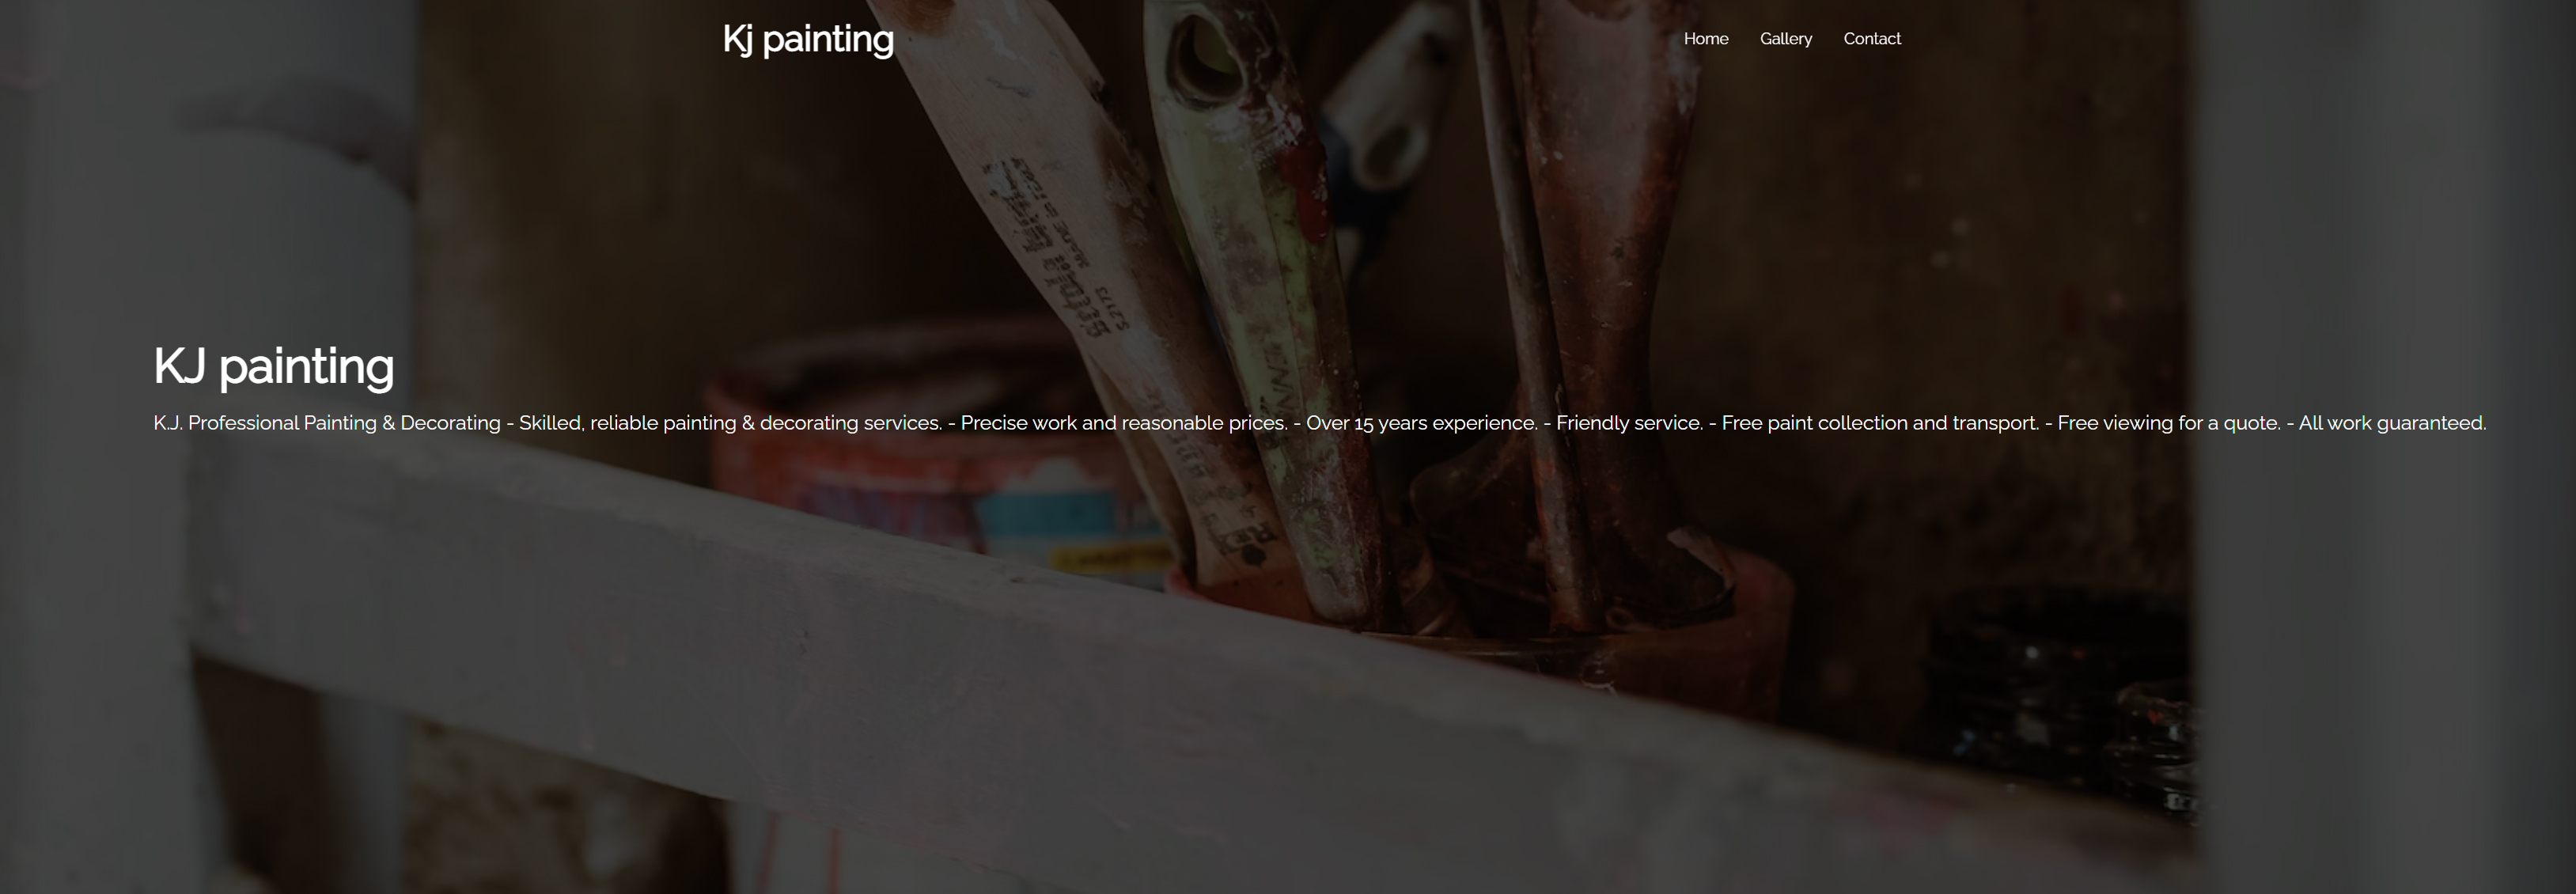 Kj painting
Home Gallery Contact
KJ painting
K.J. Professional Painting & Decorating - Skilled, reliable painting & decorating services. - Precise work and reasonable prices. - Over 15 years experience. - Friendly service. - Free paint collection and transport. - Free viewing for a quote. - All work guaranteed.